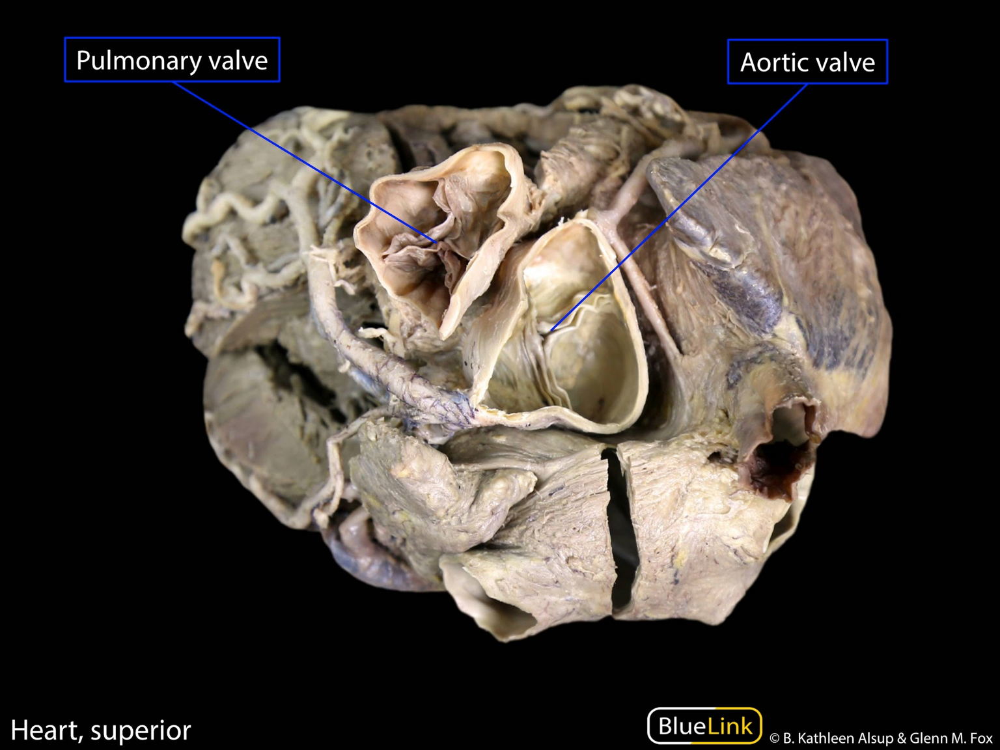 Pulmonary valve
Aortic valve
Heart, superior
BlueLink
© B. Kathleen Alsup & Glenn M. Fox